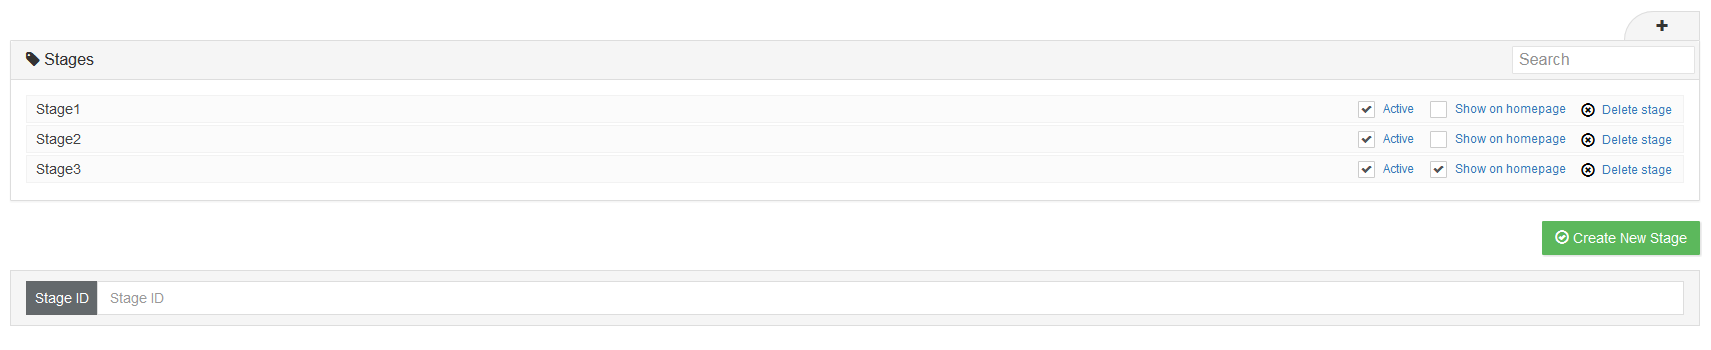 Stages Search
Stage1 Active Show on homepage Delete stage
Stage2 Active Show on homepage Delete stage
Stage3 Active Show on homepage Delete stage
Create New Stage
Stage ID Stage ID